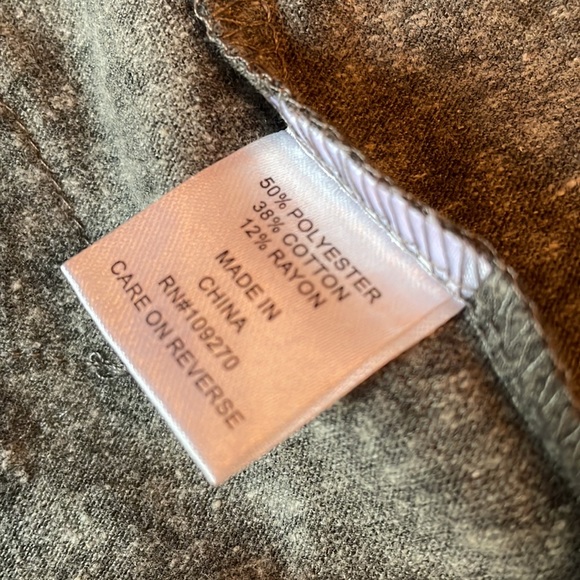 50% POLYESTER
38% COTTON
12% RAYON
MADE IN
CHINA
RN#109270
CARE ON REVERSE